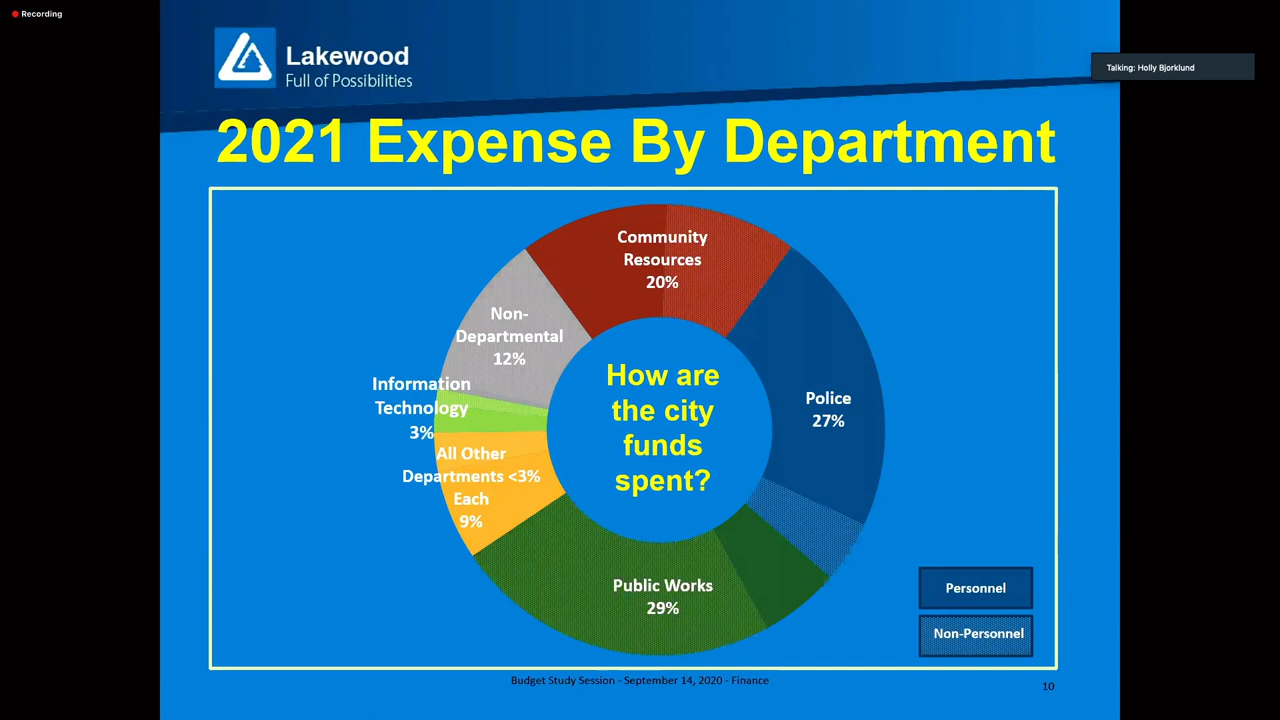 Recording
Lakewood
Full of Possibilities
Talking: Holly Bjorklund
2021 Expense By Department
Community
Resources
20%
Non-
Departmental
12%
Information
Technology
3%
All Other
Departments <3%
Each
9%
How are
the city
funds
spent?
Police
27%
Public Works
29%
Personnel
Non-Personnel
Budget Study Session - September 14, 2020 - Finance
10